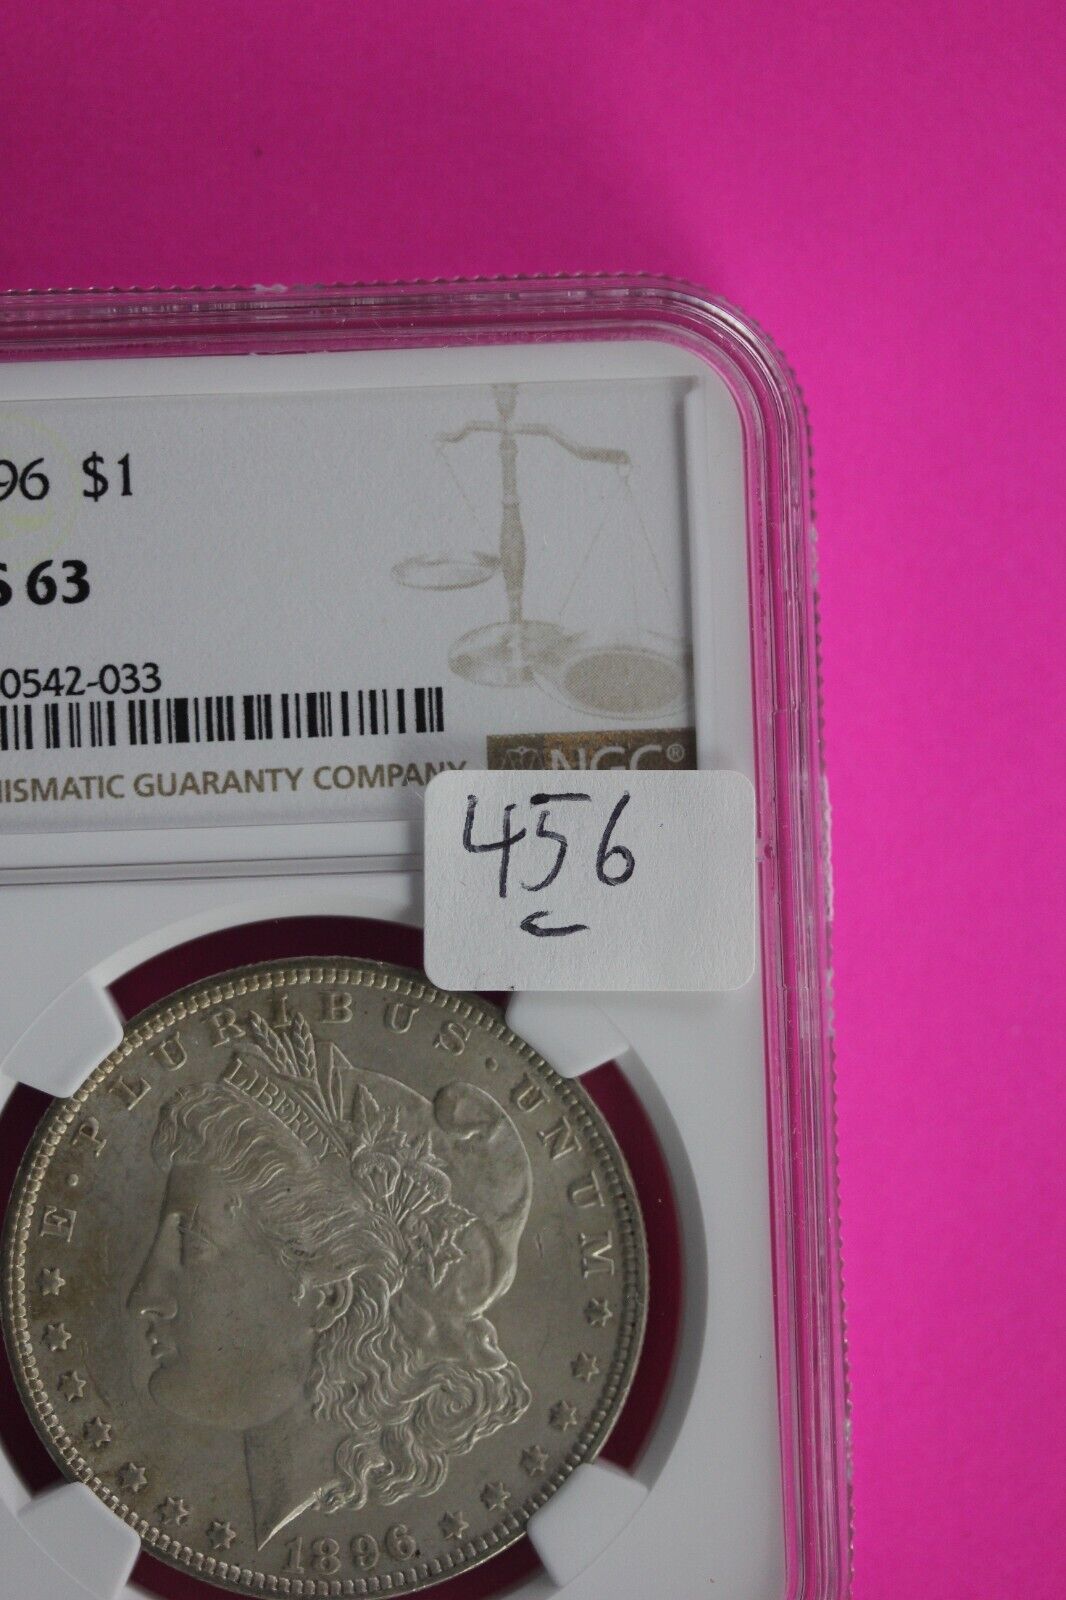 96 $1
S 63
0542-033
NGC®
ISMATIC GUARANTY COMPANY
456
c
E · PLURIBUS · UNUM
LIBERTY
1896